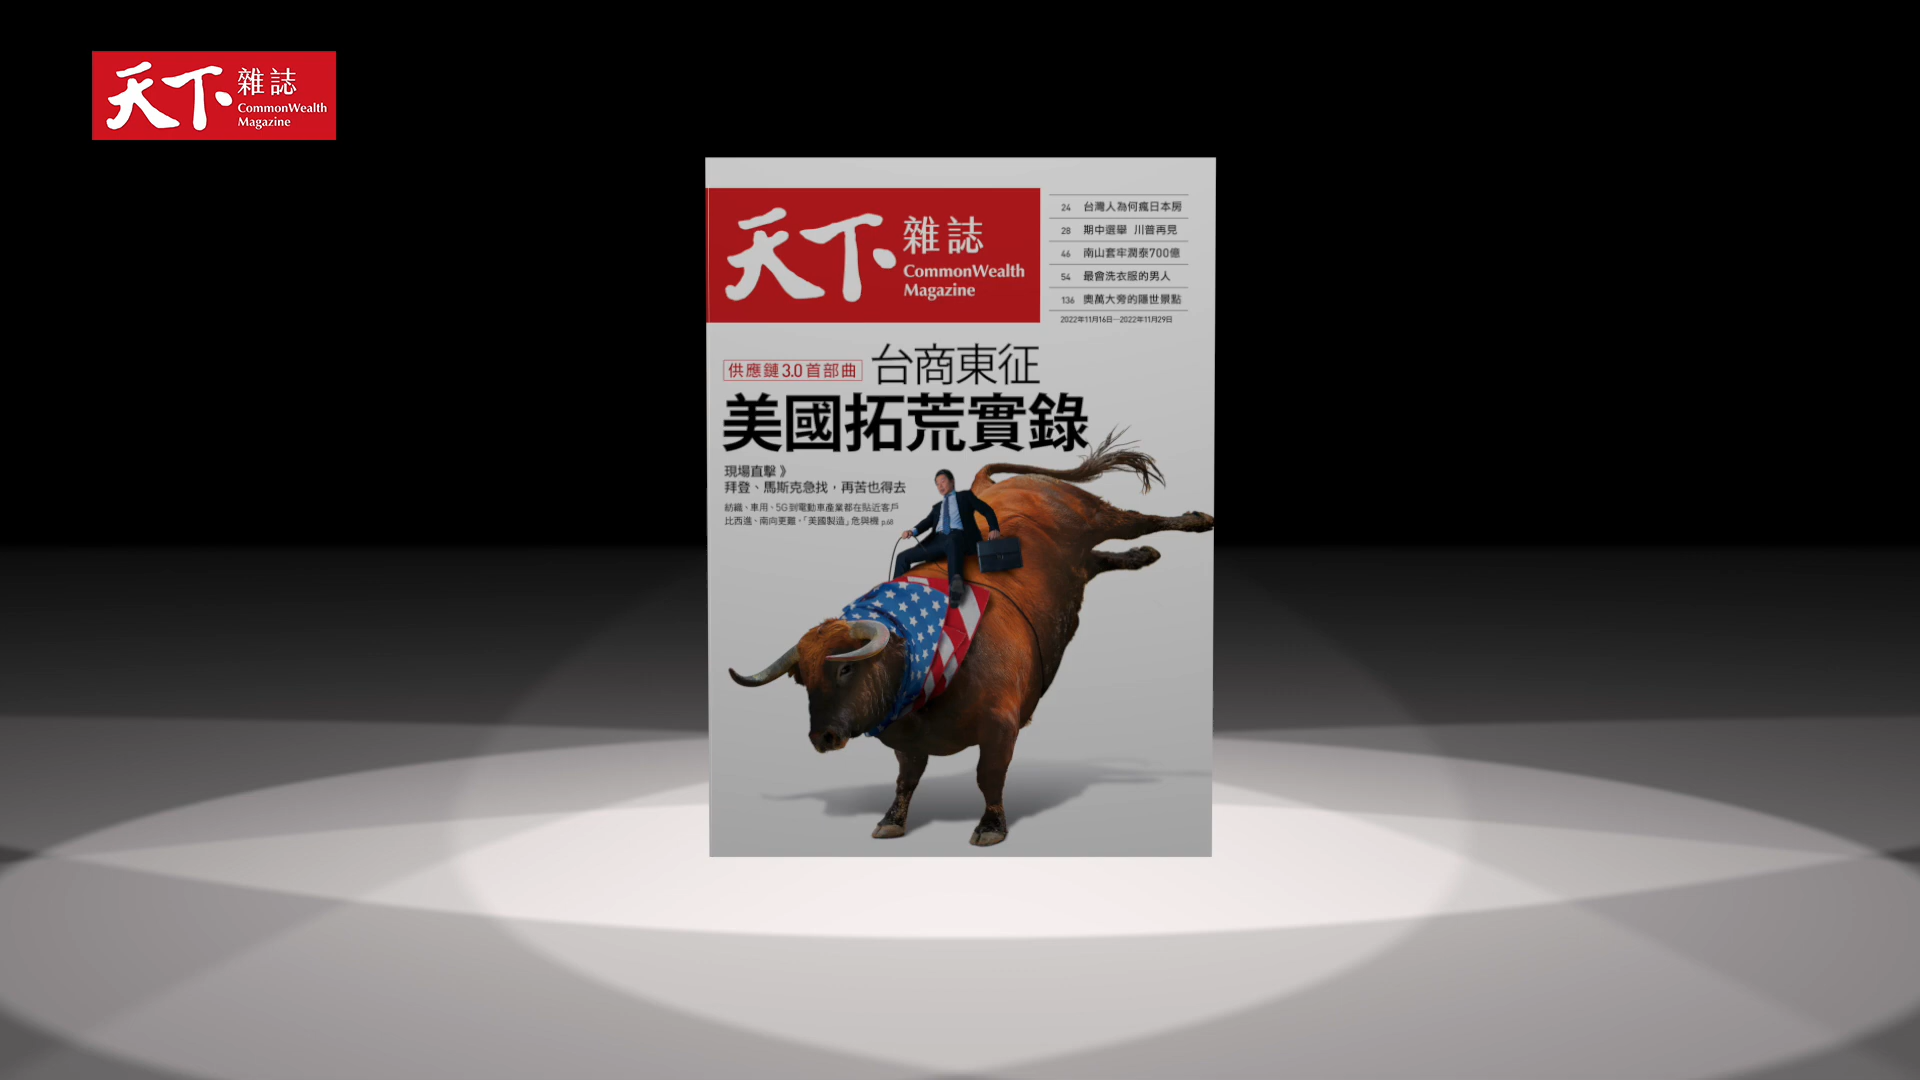 天下雜誌
CommonWealth
Magazine
天下雜誌
CommonWealth
Magazine
24 台灣人為何瘋日本房
28 期中選舉 川普再見
46 南山套牢潤泰700億
54 最會洗衣服的男人
136 奧萬大旁的隱世景點
2022年11月16日—2022年11月29日
供應鏈3.0首部曲 台商東征
美國拓荒實錄
現場直擊》
拜登、馬斯克急找，再苦也得去
紡織、車用、5G到電動車產業都在貼近客戶
比西進、南向更難，「美國製造」危與機 p.68